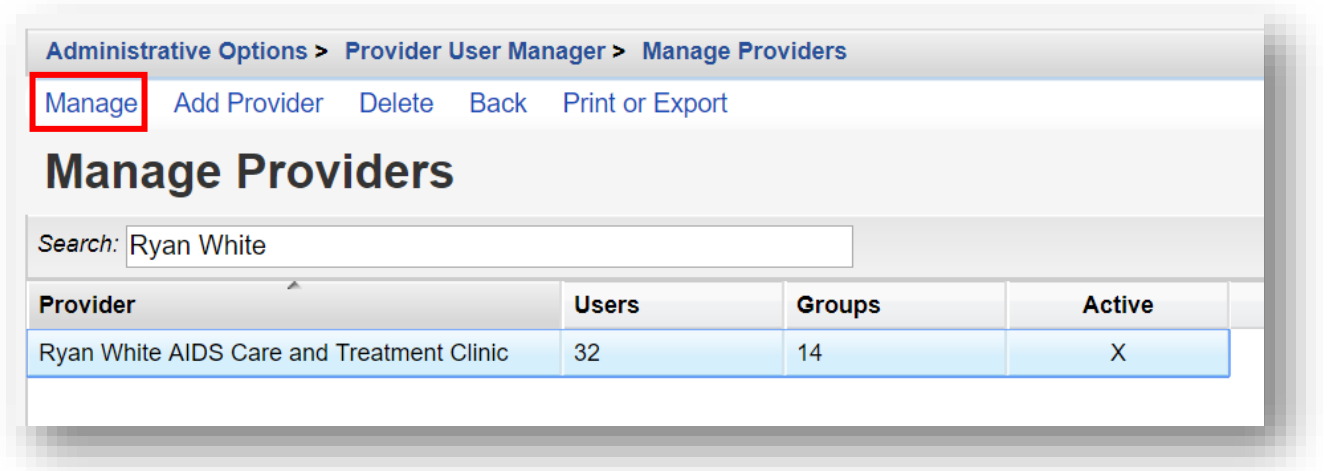 Administrative Options > Provider User Manager > Manage Providers
Manage Add Provider Delete Back Print or Export
Manage Providers
Search: Ryan White
Provider Users Groups Active
Ryan White AIDS Care and Treatment Clinic 32 14 X